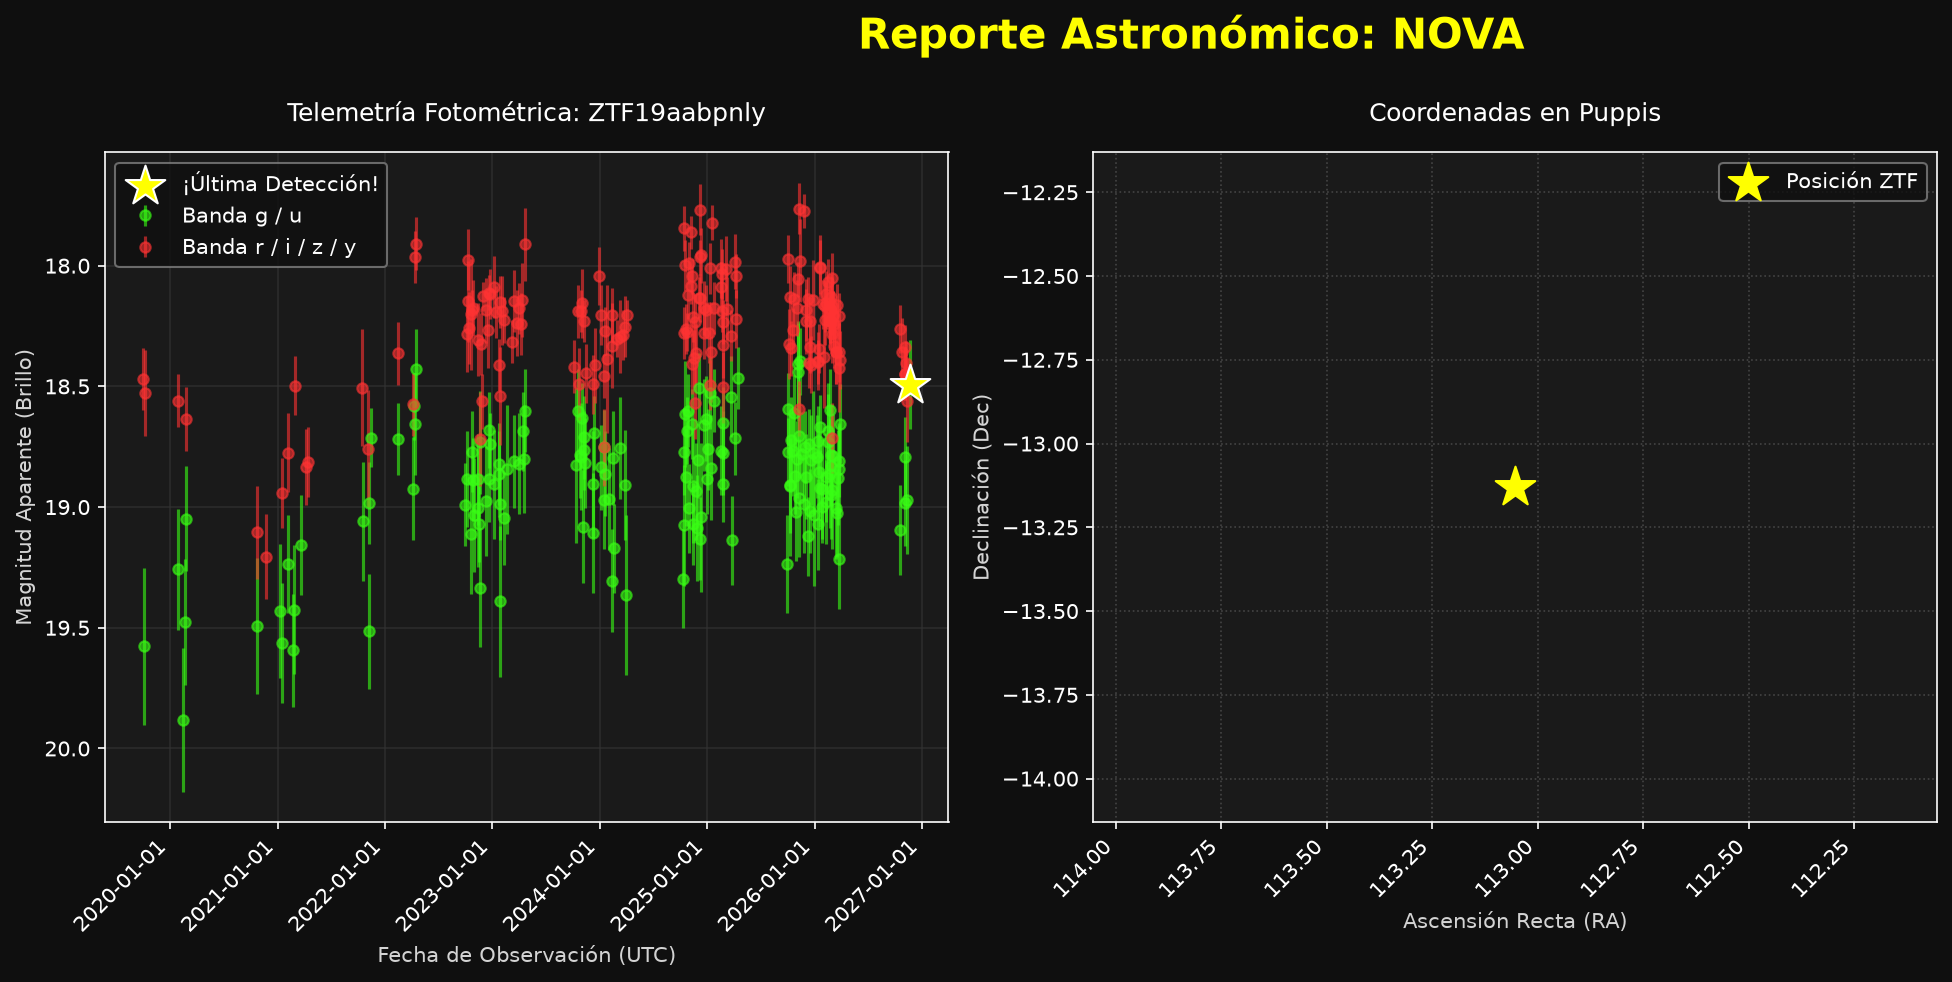 Reporte Astronómico: NOVA
Telemetría Fotométrica: ZTF19aabpnly
¡Última Detección!
Banda g / u
Banda r / i / z / y
Magnitud Aparente (Brillo)
18.0
18.5
19.0
19.5
20.0
2020-01-01
2021-01-01
2022-01-01
2023-01-01
2024-01-01
2025-01-01
2026-01-01
2027-01-01
Fecha de Observación (UTC)
Coordenadas en Puppis
Posición ZTF
Declinación (Dec)
−12.25
−12.50
−12.75
−13.00
−13.25
−13.50
−13.75
−14.00
114.00
113.75
113.50
113.25
113.00
112.75
112.50
112.25
Ascensión Recta (RA)